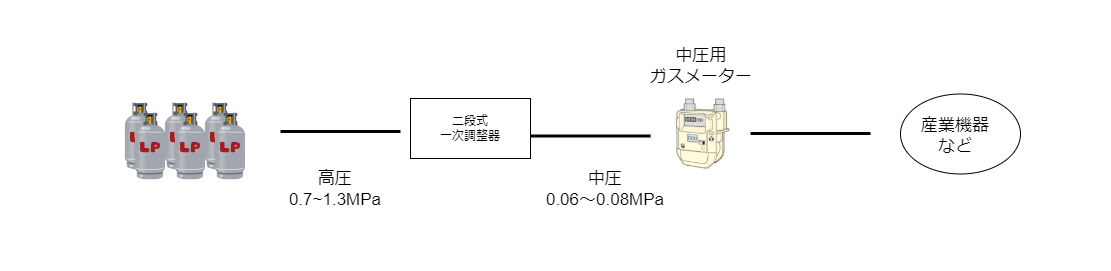 中圧用
ガスメーター
LP LP LP
二段式
一次調整器
産業機器
など
高圧
0.7~1.3MPa
中圧
0.06～0.08MPa